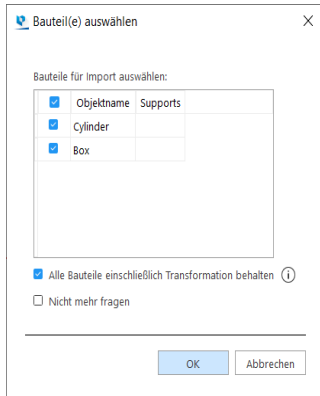 Bauteil(e) auswählen
Bauteile für Import auswählen:
Objektname Supports
Cylinder
Box
Alle Bauteile einschließlich Transformation behalten
Nicht mehr fragen
OK Abbrechen